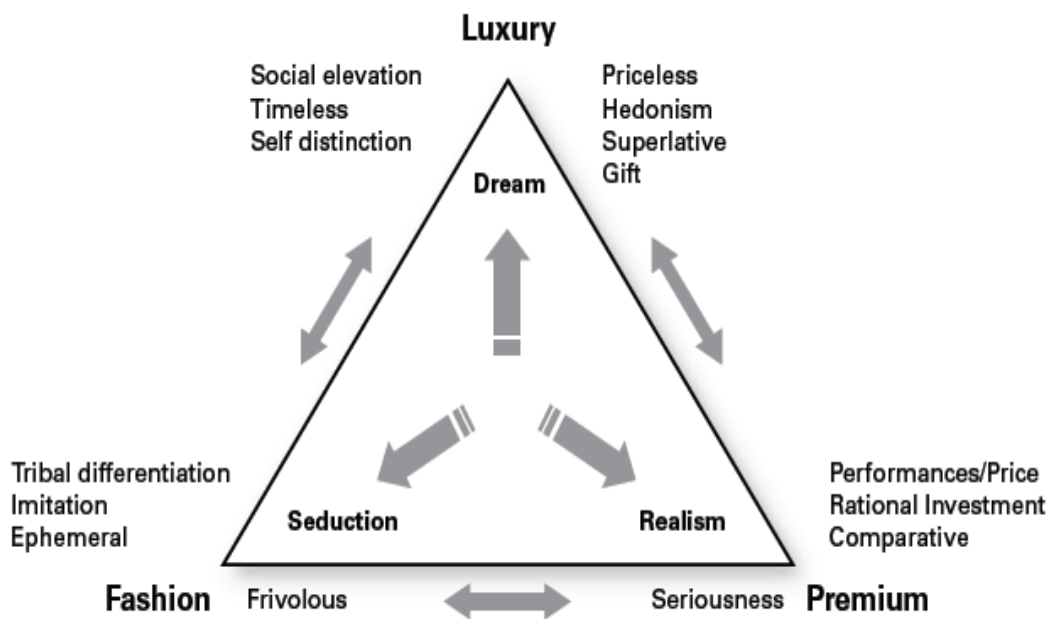 Luxury
Social elevation
Timeless
Self distinction
Priceless
Hedonism
Superlative
Gift
Dream
Tribal differentiation
Imitation
Ephemeral
Seduction
Realism
Performances/Price
Rational Investment
Comparative
Fashion
Frivolous
Seriousness
Premium